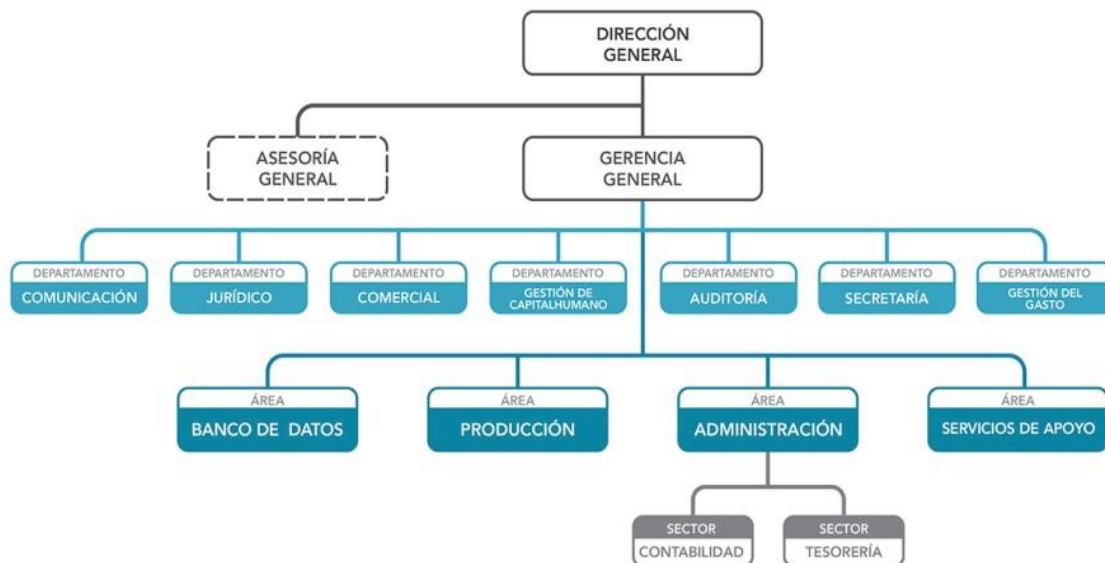 DIRECCIÓN
GENERAL
ASESORÍA
GENERAL
GERENCIA
GENERAL
DEPARTAMENTO
COMUNICACIÓN
DEPARTAMENTO
JURÍDICO
DEPARTAMENTO
COMERCIAL
DEPARTAMENTO
GESTIÓN DE
CAPITALHUMANO
DEPARTAMENTO
AUDITORÍA
DEPARTAMENTO
SECRETARÍA
DEPARTAMENTO
GESTIÓN DEL
GASTO
ÁREA
BANCO DE DATOS
ÁREA
PRODUCCIÓN
ÁREA
ADMINISTRACIÓN
ÁREA
SERVICIOS DE APOYO
SECTOR
CONTABILIDAD
SECTOR
TESORERÍA